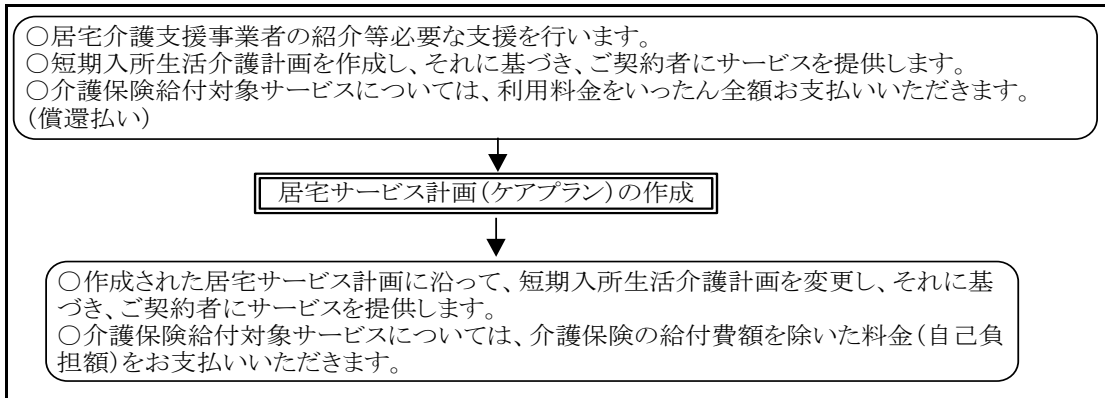 ○居宅介護支援事業者の紹介等必要な支援を行います。
○短期入所生活介護計画を作成し、それに基づき、ご契約者にサービスを提供します。
○介護保険給付対象サービスについては、利用料金をいったん全額お支払いいただきます。
(償還払い)
居宅サービス計画(ケアプラン)の作成
○作成された居宅サービス計画に沿って、短期入所生活介護計画を変更し、それに基
づき、ご契約者にサービスを提供します。
○介護保険給付対象サービスについては、介護保険の給付費額を除いた料金(自己負
担額)をお支払いいただきます。